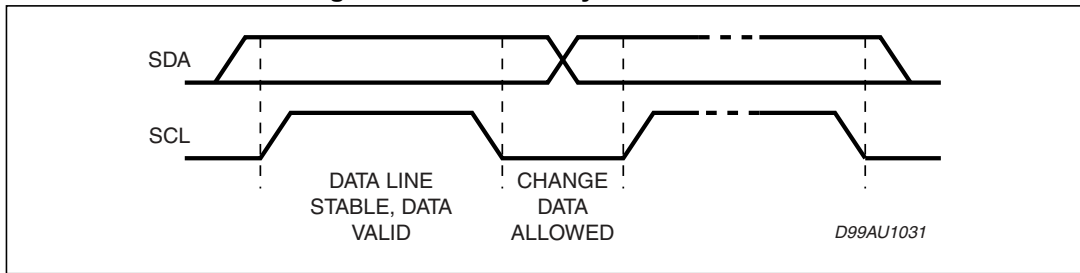 SDA
SCL
DATA LINE
STABLE, DATA
VALID
CHANGE
DATA
ALLOWED
D99AU1031